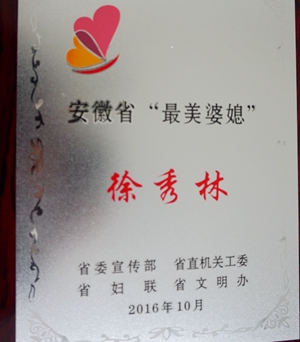 安徽省“最美婆媳”
徐秀林
省委宣传部 省直机关工委
省妇联 省文明办
2016年10月